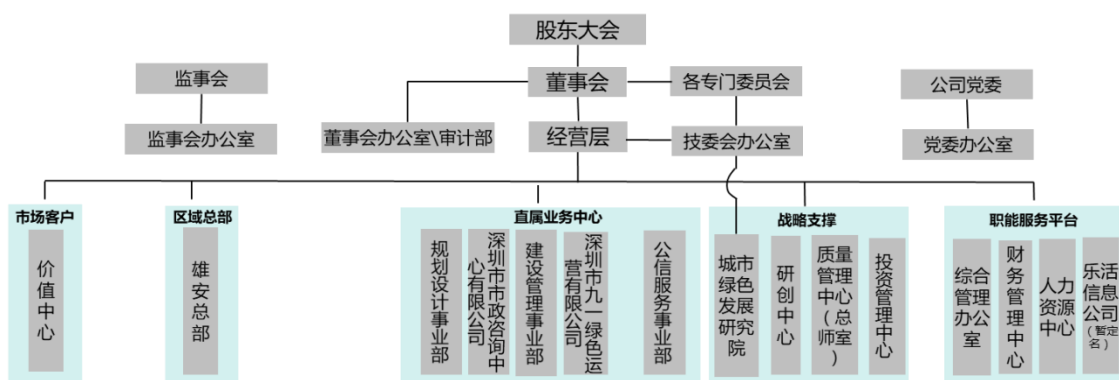 股东大会
监事会
董事会
各专门委员会
公司党委
监事会办公室
董事会办公室\审计部
经营层
技委会办公室
党委办公室
市场客户
价值中心
区域总部
雄安总部
直属业务中心
规划设计事业部
深圳市市政咨询中心有限公司
建设管理事业部
深圳市九一绿色运营有限公司
公信服务事业部
战略支撑
城市绿色发展研究院
研创中心
质量管理中心(总师室)
投资管理中心
职能服务平台
综合管理办公室
财务管理中心
人力资源中心
乐活信息公司(暂定名)